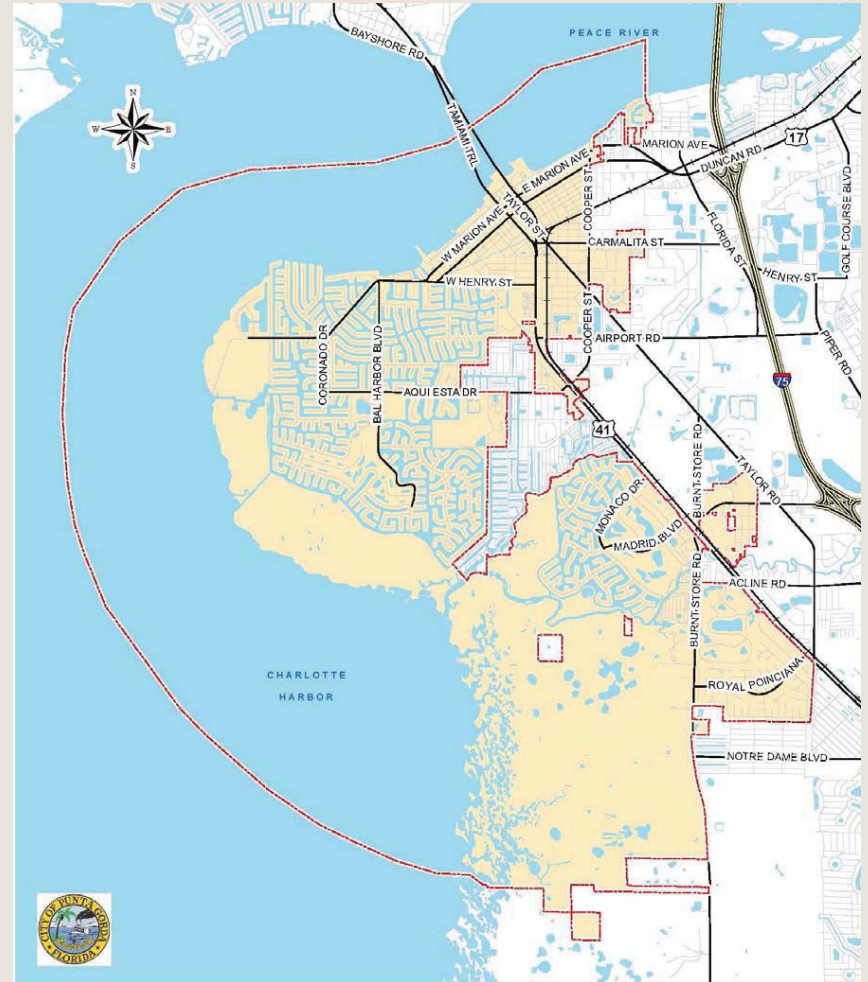 PEACE RIVER
BAYSHORE RD
N
W
E
S
TAMIAMI TRL
17
MARION AVE
DUNCAN RD
E MARION AVE
COOPER ST
TAYLOR ST
W MARION AVE
CARMALITA ST
FLORIDA ST
GOLF COURSE BLVD
HENRY ST
W HENRY ST
COOPER ST
AIRPORT RD
PIPER RD
CORONADO DR
BAL HARBOR BLVD
75
AQUI ESTA DR
41
BURNT STORE RD
TAYLOR RD
MONACO DR
MADRID BLVD
ACLINE RD
BURNT STORE RD
CHARLOTTE
HARBOR
ROYAL POINCIANA
NOTRE DAME BLVD
CITY OF PUNTA GORDA
FLORIDA